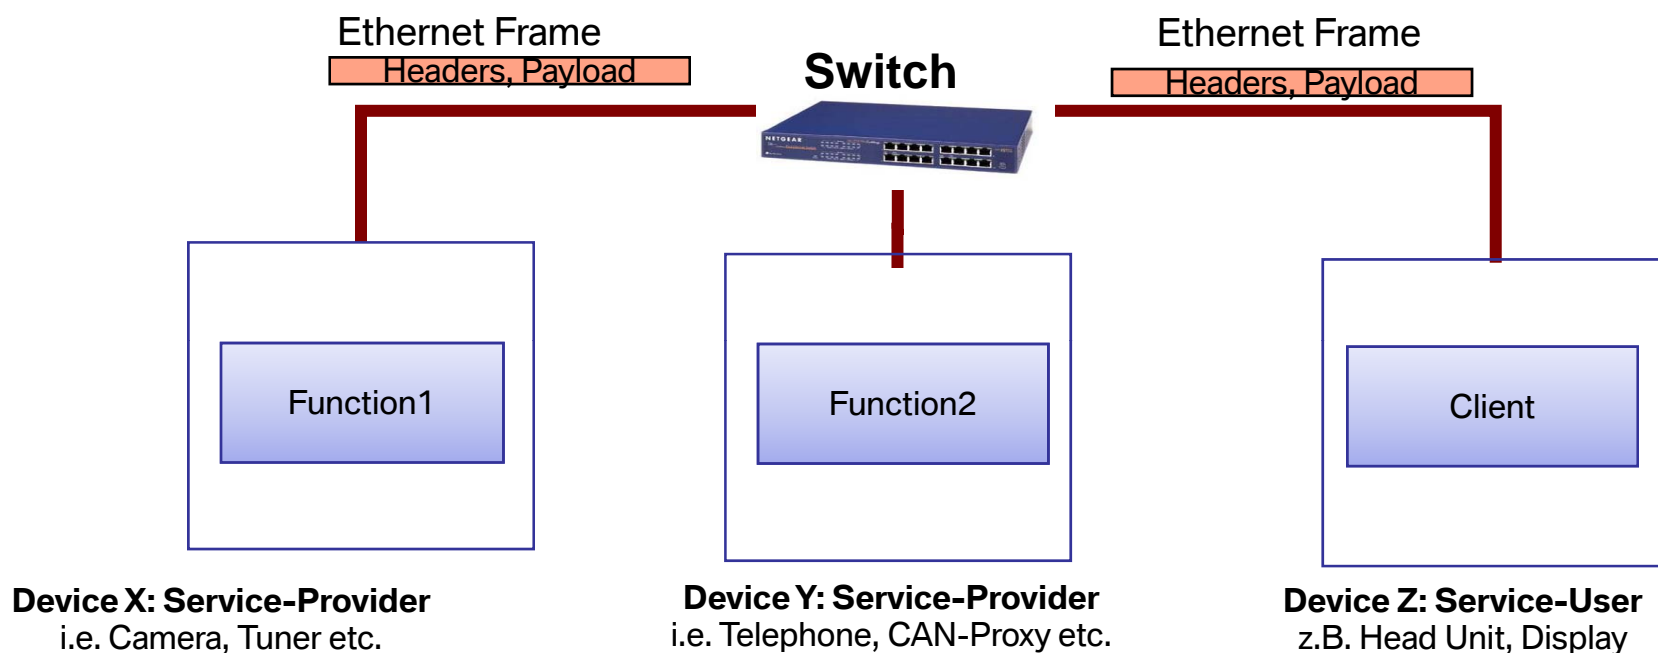 Ethernet Frame
Headers, Payload
Switch
Ethernet Frame
Headers, Payload
NETGEAR
Function1
Function2
Client
Device X: Service-Provider
i.e. Camera, Tuner etc.
Device Y: Service-Provider
i.e. Telephone, CAN-Proxy etc.
Device Z: Service-User
z.B. Head Unit, Display